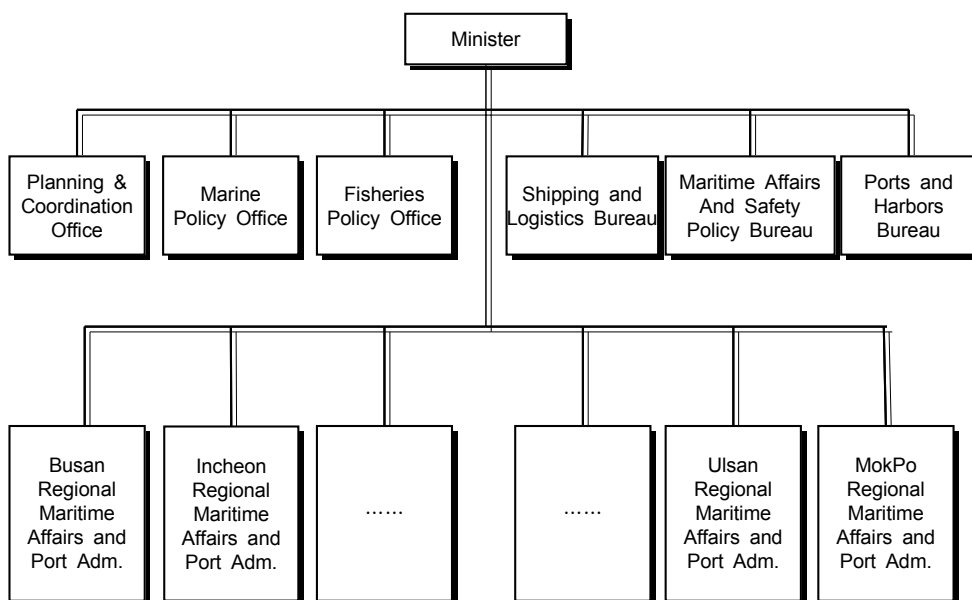 Minister
Planning &
Coordination
Office
Marine
Policy Office
Fisheries
Policy Office
Shipping and
Logistics Bureau
Maritime Affairs
And Safety
Policy Bureau
Ports and
Harbors
Bureau
Busan
Regional
Maritime
Affairs and
Port Adm.
Incheon
Regional
Maritime
Affairs and
Port Adm.
……
……
Ulsan
Regional
Maritime
Affairs and
Port Adm.
MokPo
Regional
Maritime
Affairs and
Port Adm.